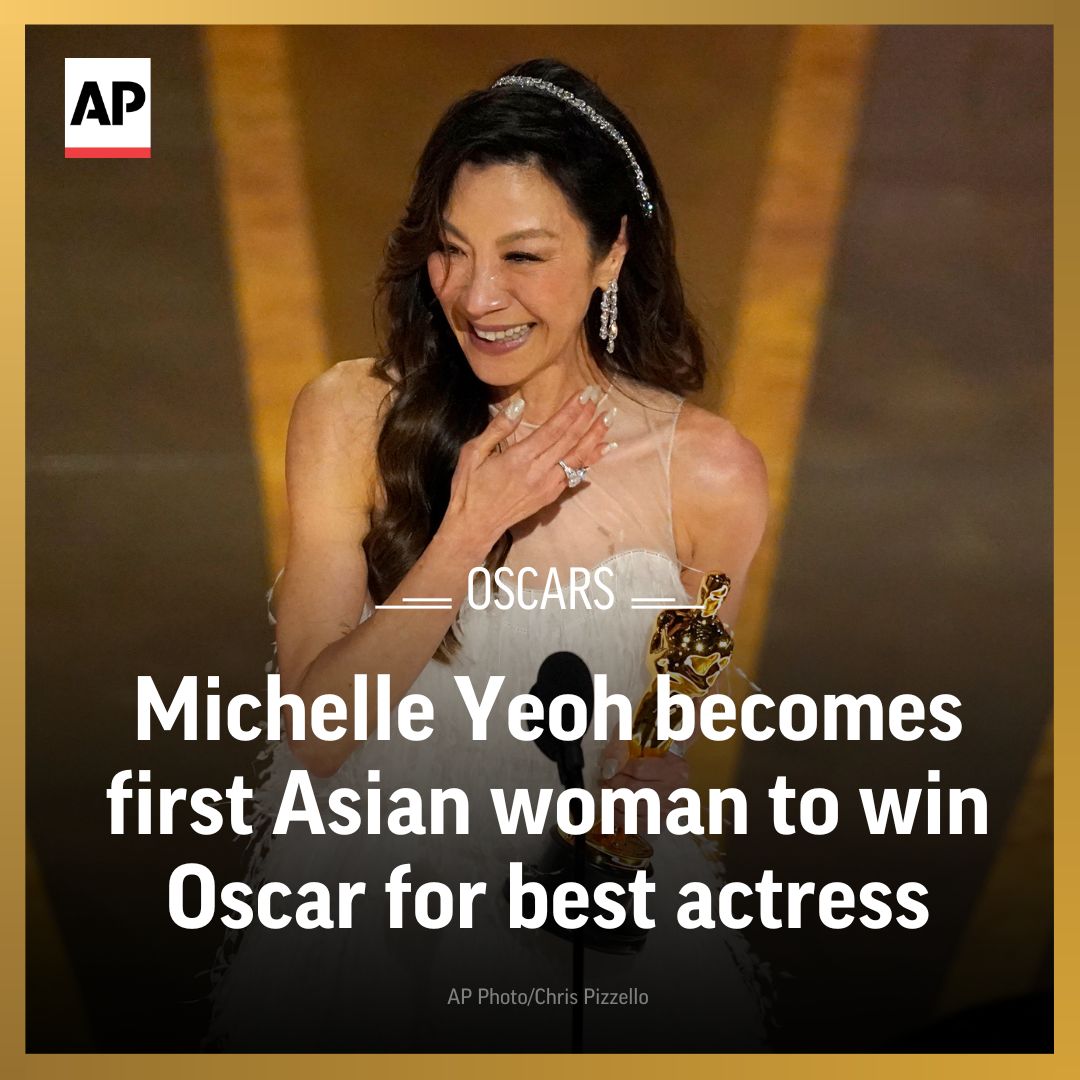 AP
OSCARS
Michelle Yeoh becomes
first Asian woman to win
Oscar for best actress
AP Photo/Chris Pizzello